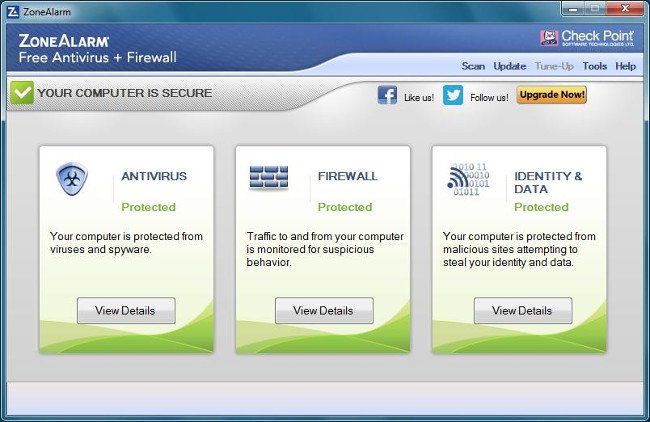 ZoneAlarm
ZONEALARM®
Free Antivirus + Firewall
Check Point
SOFTWARE TECHNOLOGIES LTD.
Scan Update Tune-Up Tools Help
YOUR COMPUTER IS SECURE
Like us! Follow us! Upgrade Now!
ANTIVIRUS
Protected
Your computer is protected from
viruses and spyware.
View Details
FIREWALL
Protected
Traffic to and from your computer
is monitored for suspicious
behavior.
View Details
1010 11
00010
0101
01011
IDENTITY &
DATA
Protected
Your computer is protected from
malicious sites attempting to
steal your identity and data.
View Details